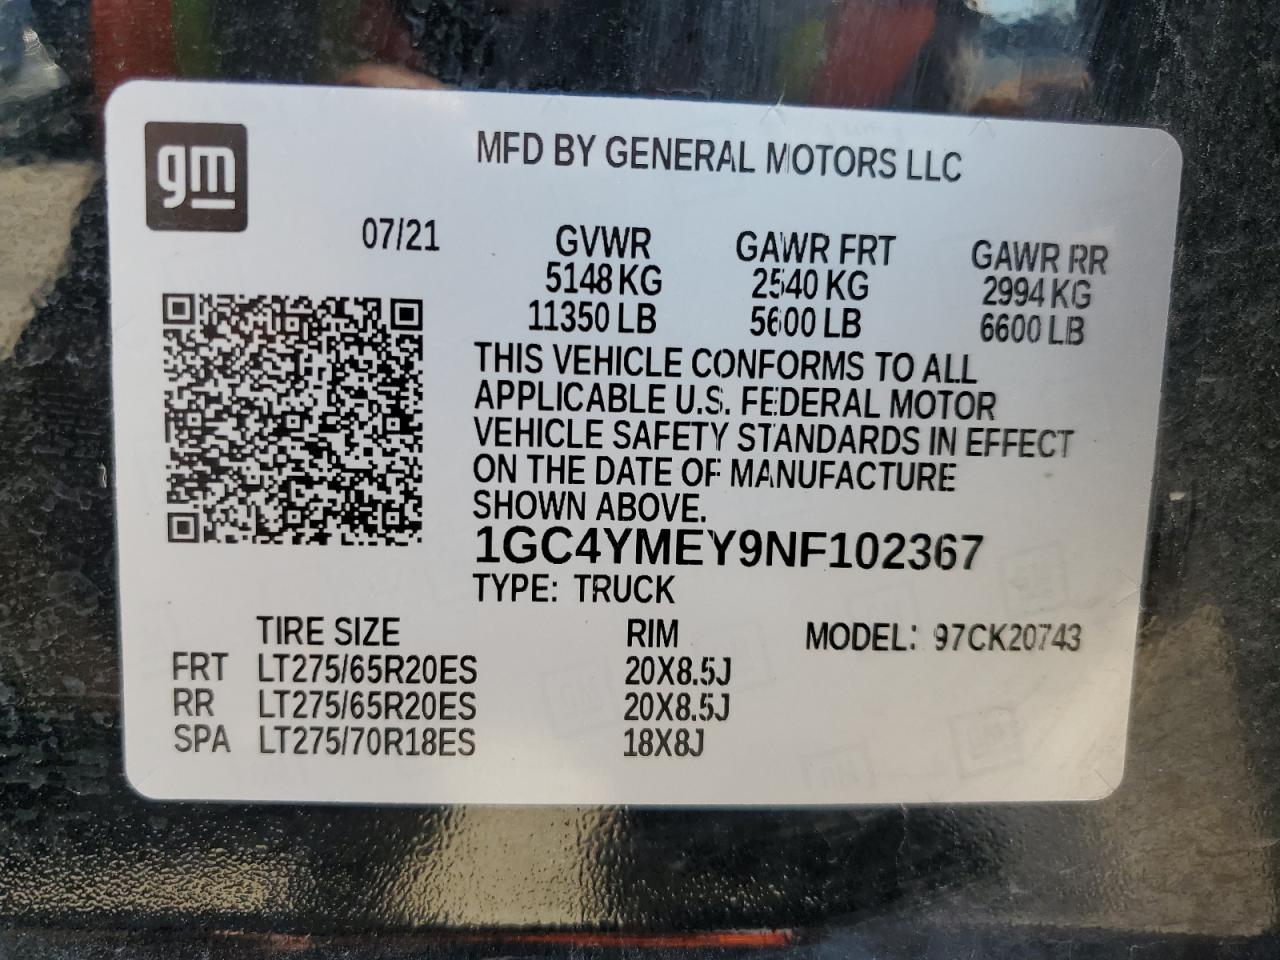 gm
MFD BY GENERAL MOTORS LLC
07/21
GVWR GAWR FRT GAWR RR
5148 KG 2540 KG 2994 KG
11350 LB 5600 LB 6600 LB
THIS VEHICLE CONFORMS TO ALL
APPLICABLE U.S. FEDERAL MOTOR
VEHICLE SAFETY STANDARDS IN EFFECT
ON THE DATE OF MANUFACTURE
SHOWN ABOVE.
1GC4YMEY9NF102367
TYPE: TRUCK
TIRE SIZE RIM MODEL: 97CK20743
FRT LT275/65R20ES 20X8.5J
RR LT275/65R20ES 20X8.5J
SPA LT275/70R18ES 18X8J